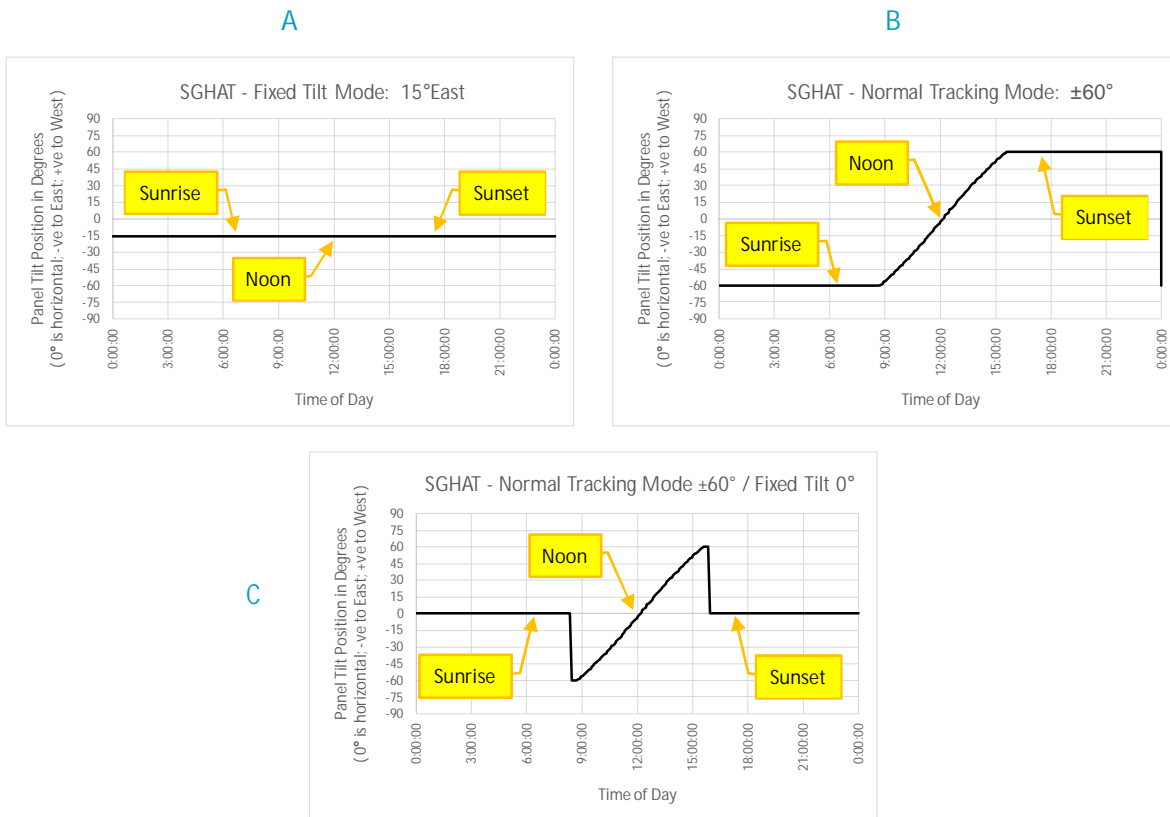 A
SGHAT - Fixed Tilt Mode: 15°East
Panel Tilt Position in Degrees
( 0° is horizontal; -ve to East; +ve to West)
90
75
60
45
30
15
0
-15
-30
-45
-60
-75
-90
Sunrise
Noon
Sunset
0:00:00
3:00:00
6:00:00
9:00:00
12:00:00
15:00:00
18:00:00
21:00:00
0:00:00
Time of Day
B
SGHAT - Normal Tracking Mode: ±60°
Panel Tilt Position in Degrees
( 0° is horizontal; -ve to East; +ve to West)
90
75
60
45
30
15
0
-15
-30
-45
-60
-75
-90
Sunrise
Noon
Sunset
0:00:00
3:00:00
6:00:00
9:00:00
12:00:00
15:00:00
18:00:00
21:00:00
0:00:00
Time of Day
C
SGHAT - Normal Tracking Mode ±60° / Fixed Tilt 0°
Panel Tilt Position in Degrees
( 0° is horizontal; -ve to East; +ve to West)
90
75
60
45
30
15
0
-15
-30
-45
-60
-75
-90
Sunrise
Noon
Sunset
0:00:00
3:00:00
6:00:00
9:00:00
12:00:00
15:00:00
18:00:00
21:00:00
0:00:00
Time of Day